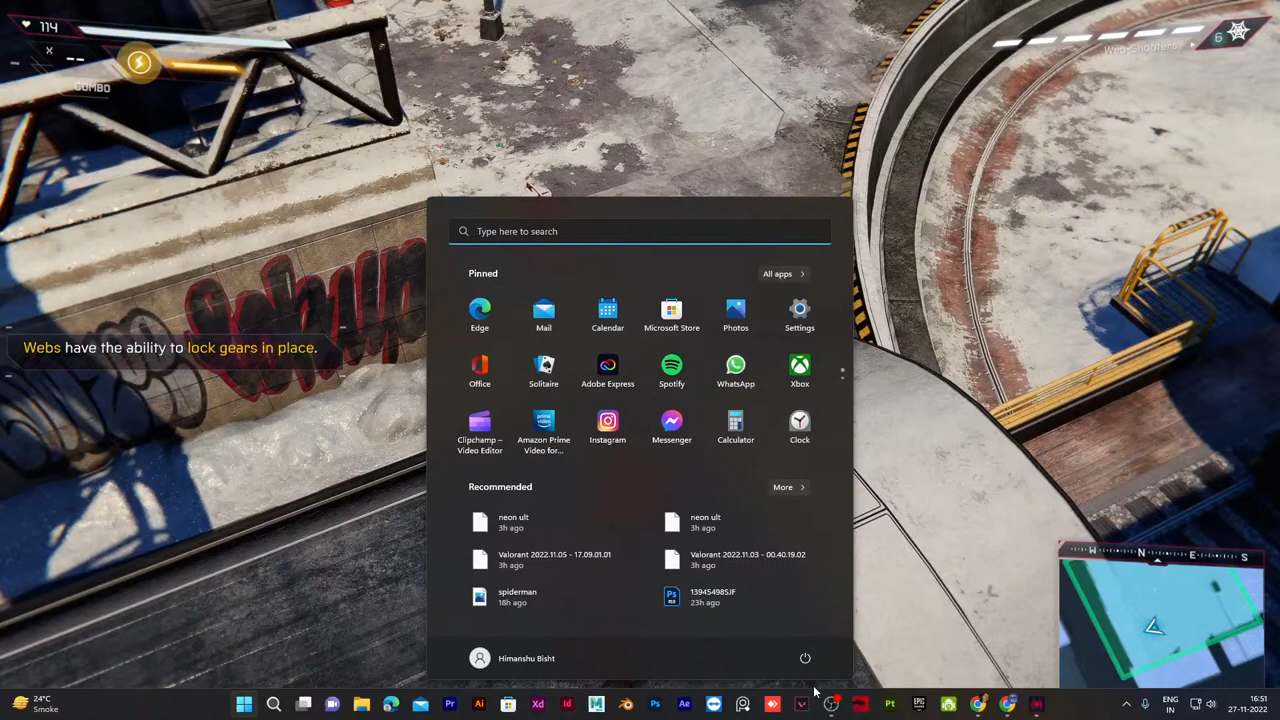 114
6
Web-Shooters
COMBO
Webs have the ability to lock gears in place.
Type here to search
Pinned
All apps
Edge
Mail
Calendar
Microsoft Store
Photos
Settings
Office
Solitaire
Adobe Express
Spotify
WhatsApp
Xbox
Clipchamp –
Video Editor
Amazon Prime
Video for...
Instagram
Messenger
Calculator
Clock
Recommended
More
neon ult
3h ago
neon ult
3h ago
Valorant 2022.11.05 - 17.09.01.01
3h ago
Valorant 2022.11.03 - 00.40.19.02
3h ago
spiderman
18h ago
139454985JF
23h ago
Himanshu Bisht
W N E S
24°C
Smoke
ENG
IN
16:51
27-11-2022